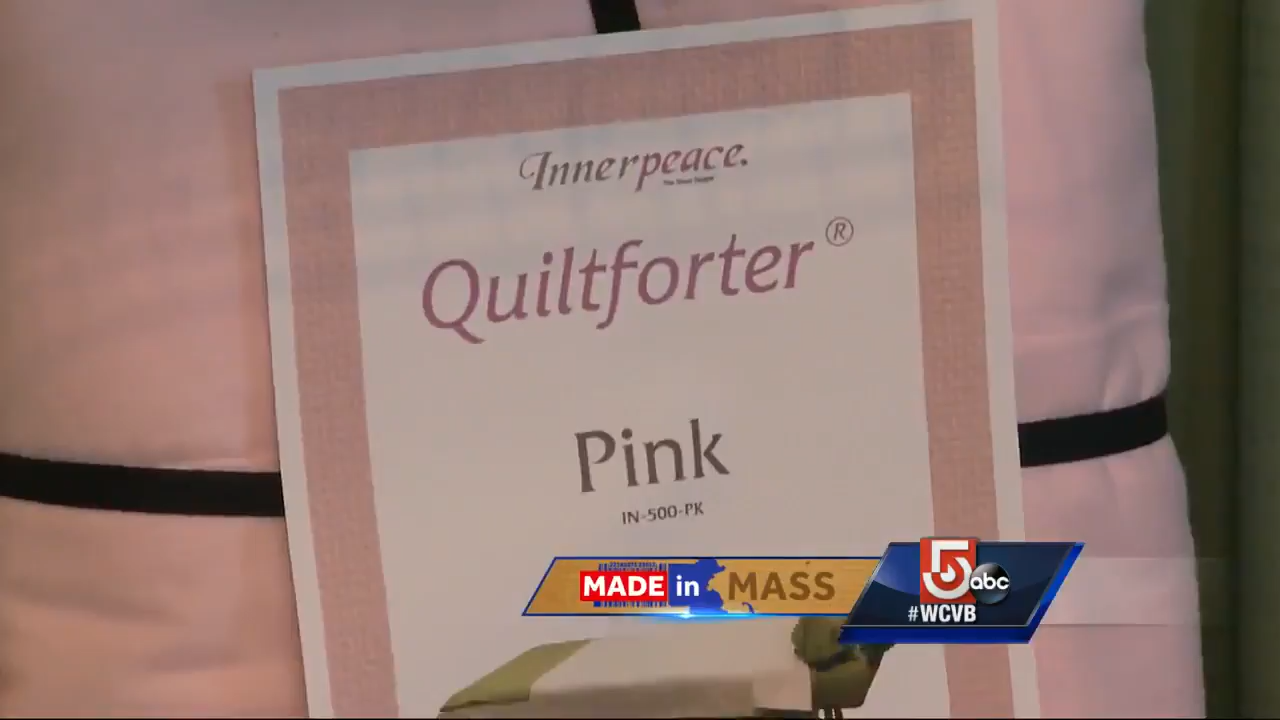 Innerpeace.
Quiltforter®
Pink
IN-500-PK
MADE in MASS
5 abc
#WCVB